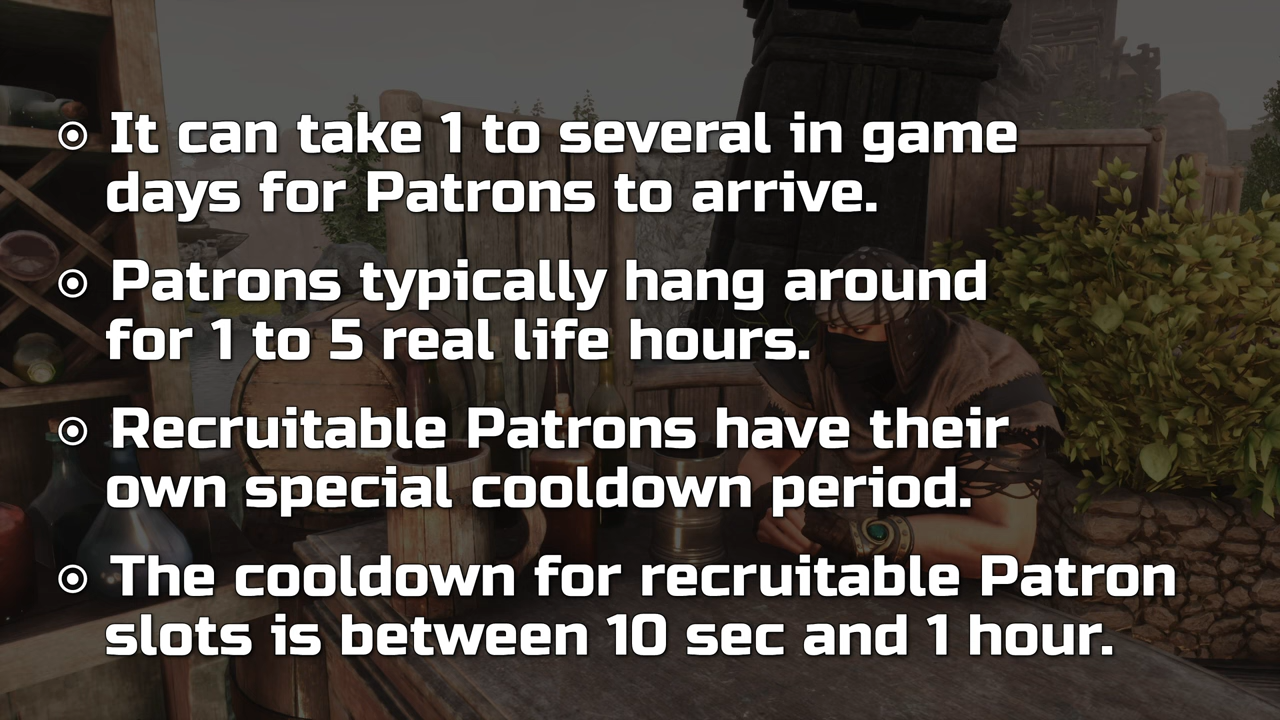 It can take 1 to several in game
days for Patrons to arrive.
Patrons typically hang around
for 1 to 5 real life hours.
Recruitable Patrons have their
own special cooldown period.
The cooldown for recruitable Patron
slots is between 10 sec and 1 hour.